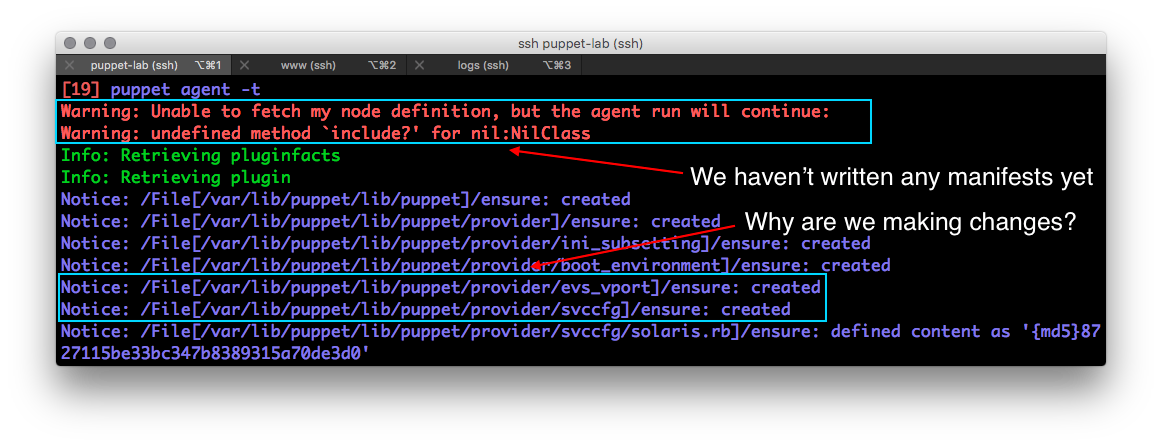 ssh puppet-lab (ssh)
puppet-lab (ssh) ⌥⌘1 www (ssh) ⌥⌘2 logs (ssh) ⌥⌘3
[19] puppet agent -t
Warning: Unable to fetch my node definition, but the agent run will continue:
Warning: undefined method `include?' for nil:NilClass
Info: Retrieving pluginfacts
Info: Retrieving plugin
We haven’t written any manifests yet
Notice: /File[/var/lib/puppet/lib/puppet]/ensure: created
Notice: /File[/var/lib/puppet/lib/puppet/provider]/ensure: created
Why are we making changes?
Notice: /File[/var/lib/puppet/lib/puppet/provider/ini_subsetting]/ensure: created
Notice: /File[/var/lib/puppet/lib/puppet/provider/boot_environment]/ensure: created
Notice: /File[/var/lib/puppet/lib/puppet/provider/evs_vport]/ensure: created
Notice: /File[/var/lib/puppet/lib/puppet/provider/svccfg]/ensure: created
Notice: /File[/var/lib/puppet/lib/puppet/provider/svccfg/solaris.rb]/ensure: defined content as '{md5}87
27115be33bc347b8389315a70de3d0'